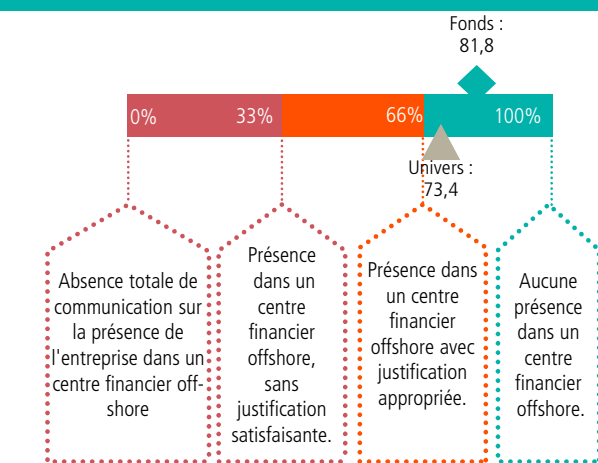 Fonds :
81,8
0%
33%
66%
100%
Univers :
73,4
Absence totale de
communication sur
la présence de
l'entreprise dans un
centre financier off-
shore
Présence
dans un
centre
financier
offshore,
sans
justification
satisfaisante.
Présence dans
un centre
financier
offshore avec
justification
appropriée.
Aucune
présence
dans un
centre
financier
offshore.